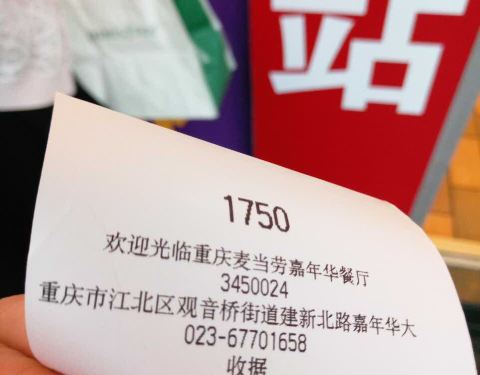 站
1750
欢迎光临重庆麦当劳嘉年华餐厅
3450024
重庆市江北区观音桥街道建新北路嘉年华大
023-67701658
收据